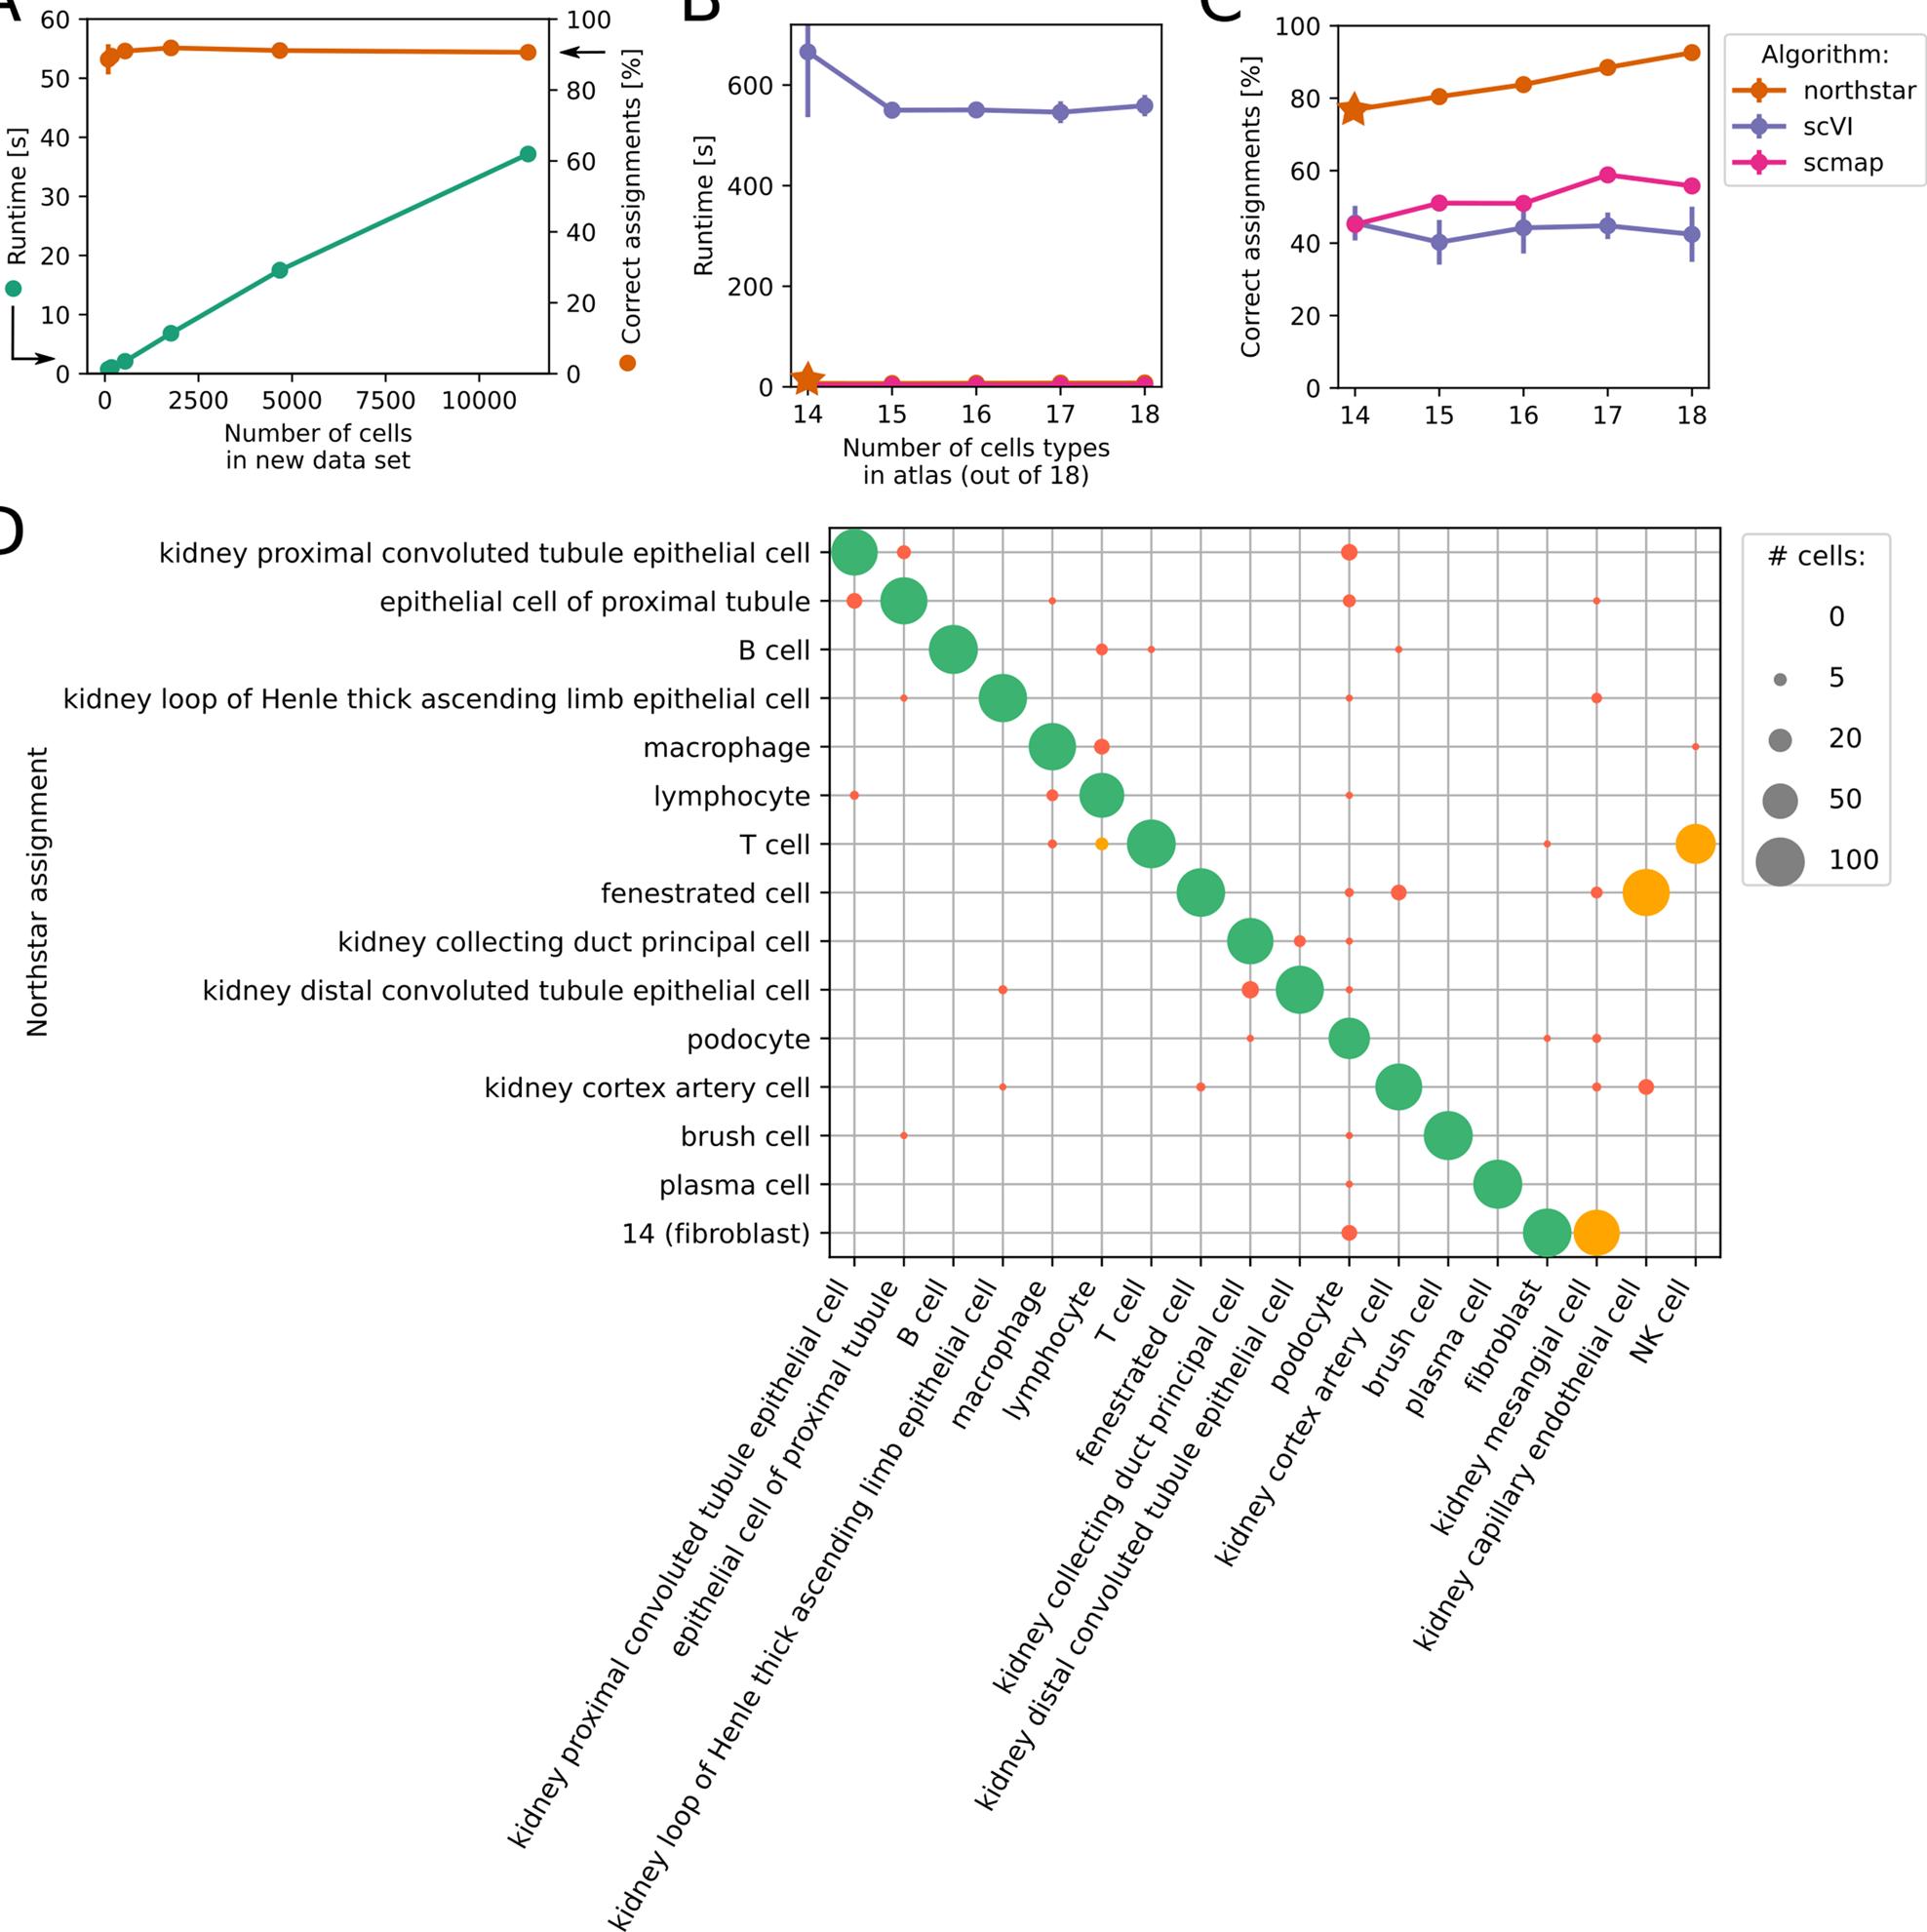 A
60
50
40
30
20
10
0
Runtime [s]
100
80
60
40
20
0
Correct assignments [%]
0 2500 5000 7500 10000
Number of cells
in new data set
B
600
400
200
0
Runtime [s]
14 15 16 17 18
Number of cells types
in atlas (out of 18)
C
100
80
60
40
20
0
Correct assignments [%]
14 15 16 17 18
Algorithm:
northstar
scVI
scmap
D
Northstar assignment
kidney proximal convoluted tubule epithelial cell
epithelial cell of proximal tubule
B cell
kidney loop of Henle thick ascending limb epithelial cell
macrophage
lymphocyte
T cell
fenestrated cell
kidney collecting duct principal cell
kidney distal convoluted tubule epithelial cell
podocyte
kidney cortex artery cell
brush cell
plasma cell
14 (fibroblast)
# cells:
0
5
20
50
100
kidney proximal convoluted tubule epithelial cell
epithelial cell of proximal tubule
B cell
kidney loop of Henle thick ascending limb epithelial cell
macrophage
lymphocyte
T cell
fenestrated cell
kidney collecting duct principal cell
kidney distal convoluted tubule epithelial cell
podocyte
kidney cortex artery cell
brush cell
plasma cell
fibroblast
kidney mesangial cell
kidney capillary endothelial cell
NK cell